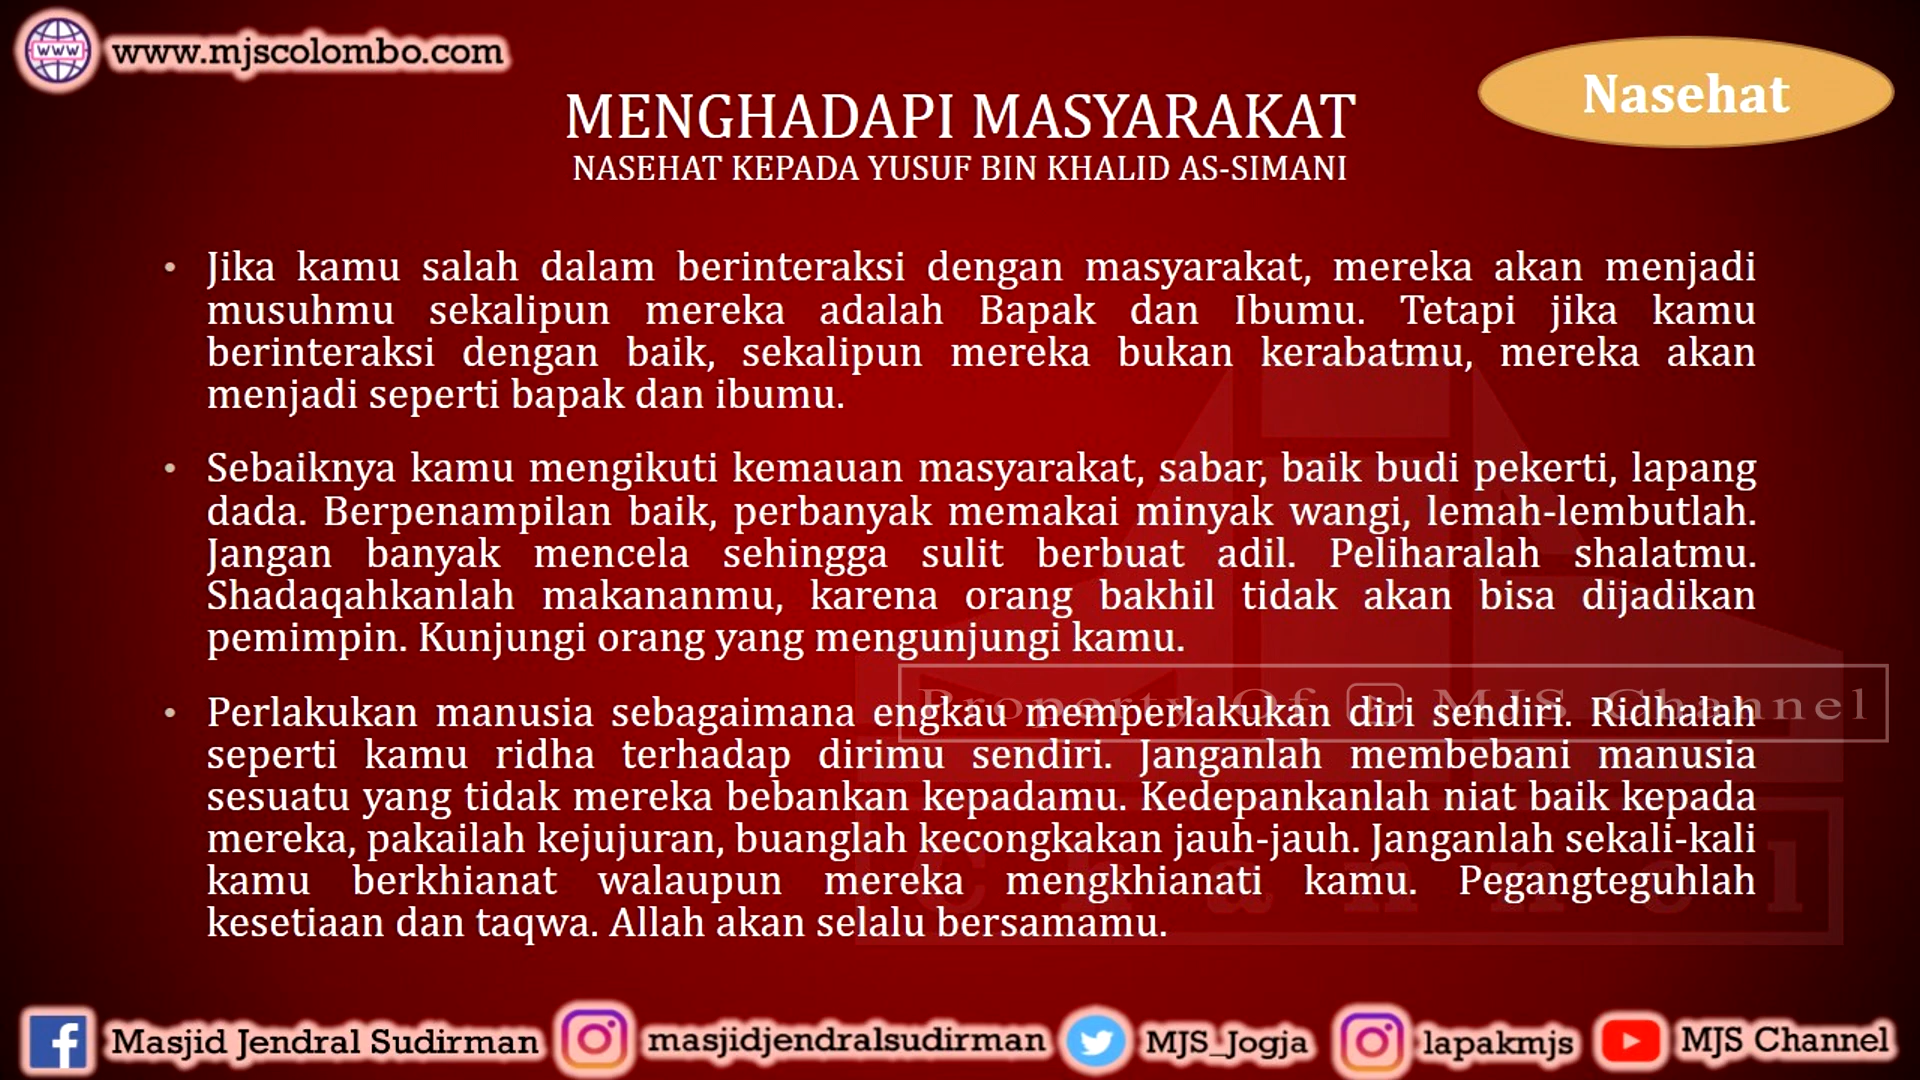 www.mjscolombo.com
Nasehat
MENGHADAPI MASYARAKAT
NASEHAT KEPADA YUSUF BIN KHALID AS-SIMANI
• Jika kamu salah dalam berinteraksi dengan masyarakat, mereka akan menjadi
musuhmu sekalipun mereka adalah Bapak dan Ibumu. Tetapi jika kamu
berinteraksi dengan baik, sekalipun mereka bukan kerabatmu, mereka akan
menjadi seperti bapak dan ibumu.
• Sebaiknya kamu mengikuti kemauan masyarakat, sabar, baik budi pekerti, lapang
dada. Berpenampilan baik, perbanyak memakai minyak wangi, lemah-lembutlah.
Jangan banyak mencela sehingga sulit berbuat adil. Peliharalah shalatmu.
Shadaqahkanlah makananmu, karena orang bakhil tidak akan bisa dijadikan
pemimpin. Kunjungi orang yang mengunjungi kamu.
• Perlakukan manusia sebagaimana engkau memperlakukan diri sendiri. Ridhalah
seperti kamu ridha terhadap dirimu sendiri. Janganlah membebani manusia
sesuatu yang tidak mereka bebankan kepadamu. Kedepankanlah niat baik kepada
mereka, pakailah kejujuran, buanglah kecongkakan jauh-jauh. Janganlah sekali-kali
kamu berkhianat walaupun mereka mengkhianati kamu. Pegangteguhlah
kesetiaan dan taqwa. Allah akan selalu bersamamu.
Property Of MJS Channel
Channel
Masjid Jendral Sudirman masjidjendralsudirman MJS_Jogja lapakmjs MJS Channel